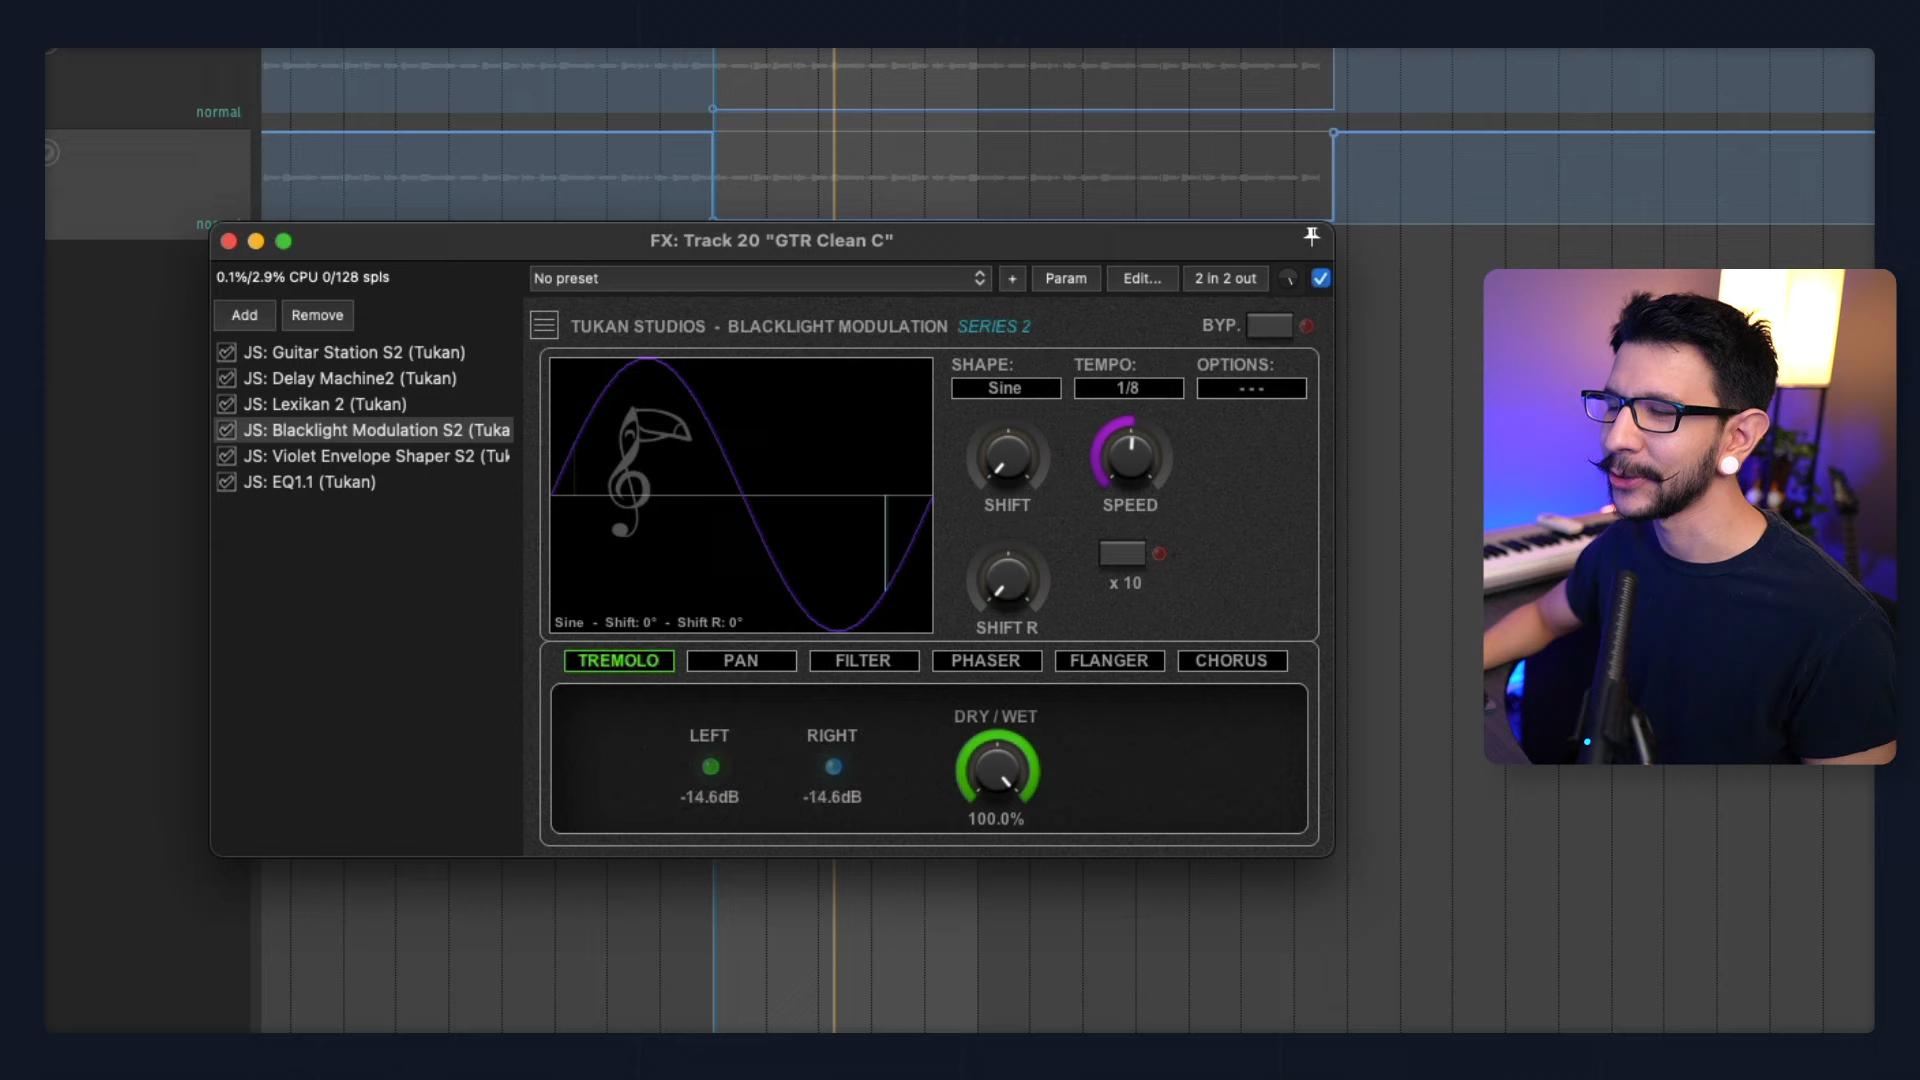 normal
FX: Track 20 "GTR Clean C"
0.1%/2.9% CPU 0/128 spls
No preset
+
Param
Edit...
2 in 2 out
Add
Remove
TUKAN STUDIOS - BLACKLIGHT MODULATION SERIES 2
BYP.
JS: Guitar Station S2 (Tukan)
JS: Delay Machine2 (Tukan)
JS: Lexikan 2 (Tukan)
JS: Blacklight Modulation S2 (Tuka
JS: Violet Envelope Shaper S2 (Tuk
JS: EQ1.1 (Tukan)
SHAPE:
TEMPO:
OPTIONS:
Sine
1/8
---
SHIFT
SPEED
x 10
SHIFT R
Sine - Shift: 0° - Shift R: 0°
TREMOLO
PAN
FILTER
PHASER
FLANGER
CHORUS
LEFT
RIGHT
DRY / WET
-14.6dB
-14.6dB
100.0%